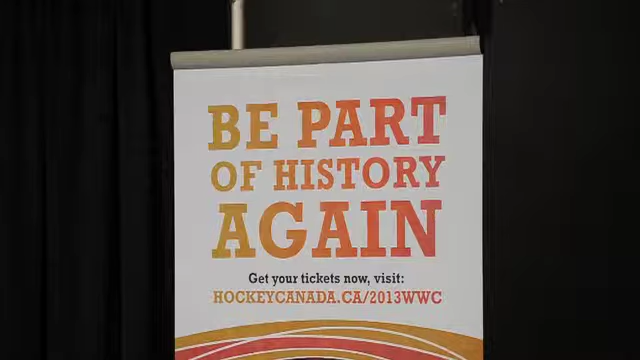 BE PART
OF HISTORY
AGAIN
Get your tickets now, visit:
HOCKEYCANADA.CA/2013WWC